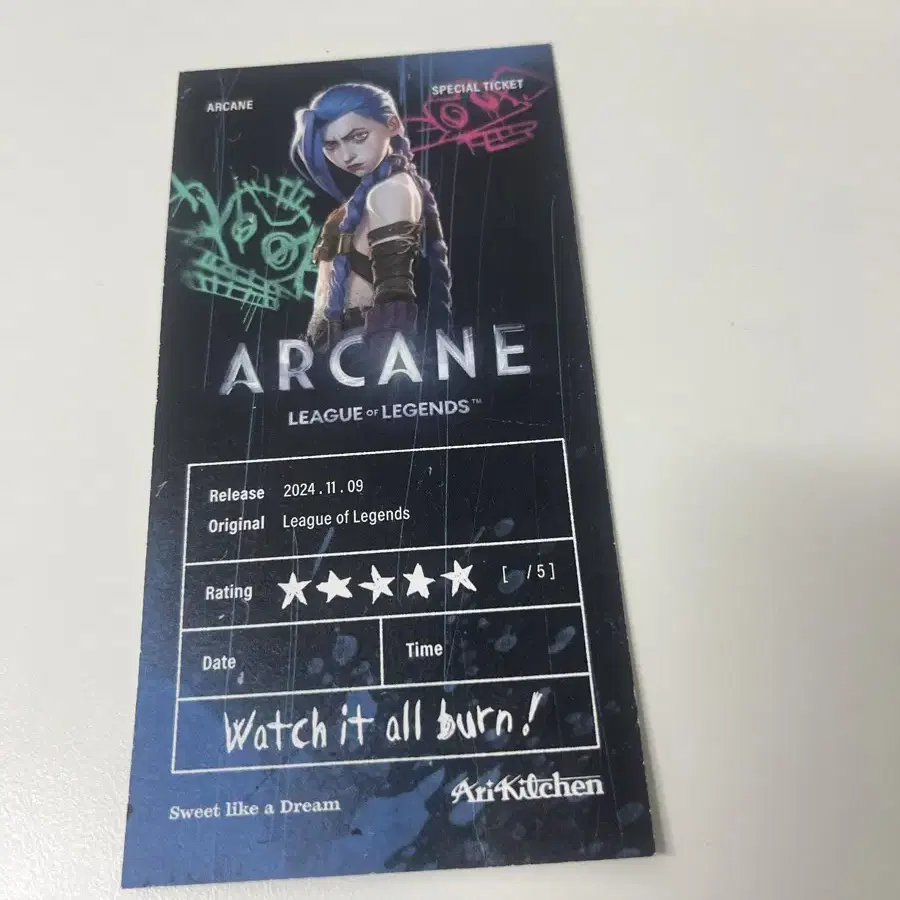 ARCANE
SPECIAL TICKET
ARCANE
LEAGUE OF LEGENDS™
Release 2024.11.09
Original League of Legends
Rating ★★★★★ [ /5]
Date
Time
Watch it all burn!
Sweet like a Dream
AriKitchen